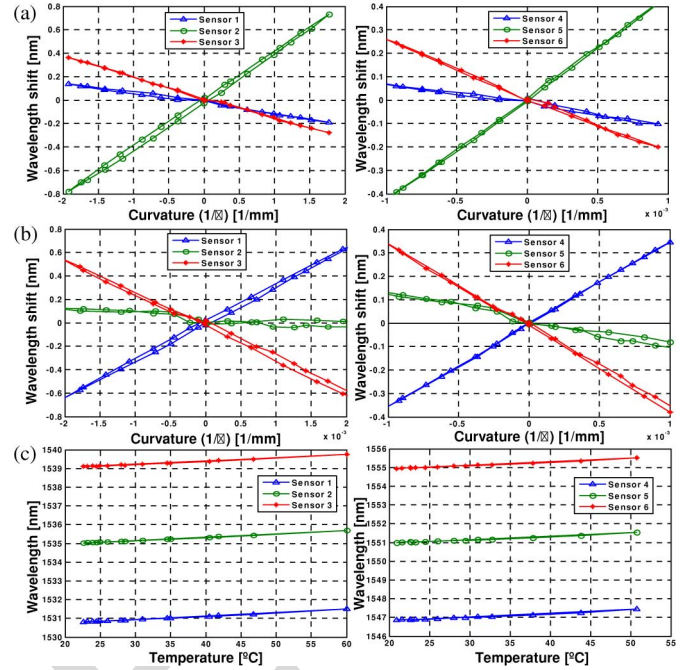 (a)
Sensor 1
Sensor 2
Sensor 3
Wavelength shift [nm]
0.8
0.6
0.4
0.2
0
-0.2
-0.4
-0.6
-0.8
-2
-1.5
-1
-0.5
0
0.5
1
1.5
2
x 10⁻³
Curvature (1/▯) [1/mm]
Sensor 4
Sensor 5
Sensor 6
Wavelength shift [nm]
0.4
0.3
0.2
0.1
0
-0.1
-0.2
-0.3
-0.4
-1
-0.5
0
0.5
1
x 10⁻³
Curvature (1/▯) [1/mm]
(b)
Sensor 1
Sensor 2
Sensor 3
Wavelength shift [nm]
0.8
0.6
0.4
0.2
0
-0.2
-0.4
-0.6
-0.8
-2
-1.5
-1
-0.5
0
0.5
1
1.5
2
x 10⁻³
Curvature (1/▯) [1/mm]
Sensor 4
Sensor 5
Sensor 6
Wavelength shift [nm]
0.4
0.3
0.2
0.1
0
-0.1
-0.2
-0.3
-0.4
-1
-0.5
0
0.5
1
x 10⁻³
Curvature (1/▯) [1/mm]
(c)
Sensor 1
Sensor 2
Sensor 3
Wavelength [nm]
1540
1539
1538
1537
1536
1535
1534
1533
1532
1531
1530
20
25
30
35
40
45
50
55
60
Temperature [ºC]
Sensor 4
Sensor 5
Sensor 6
Wavelength [nm]
1556
1555
1554
1553
1552
1551
1550
1549
1548
1547
1546
20
25
30
35
40
45
50
55
Temperature [ºC]